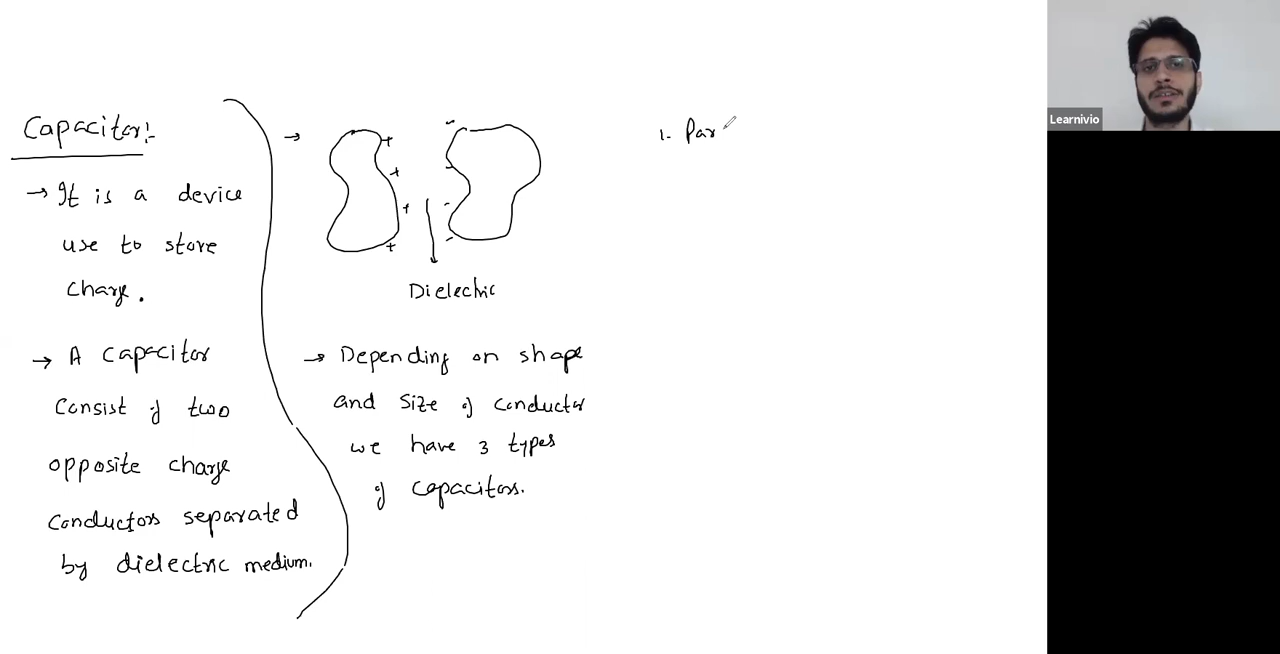 Capacitor:-
→ It is a device
use to store
charge.
→ A capacitor
consist of two
opposite charge
conductors separated
by dielectric medium.
→
+ + + +
- - - -
Dielectric
→ Depending on shape
and size of conductor
we have 3 types
of capacitors.
1. Par
Learnivio